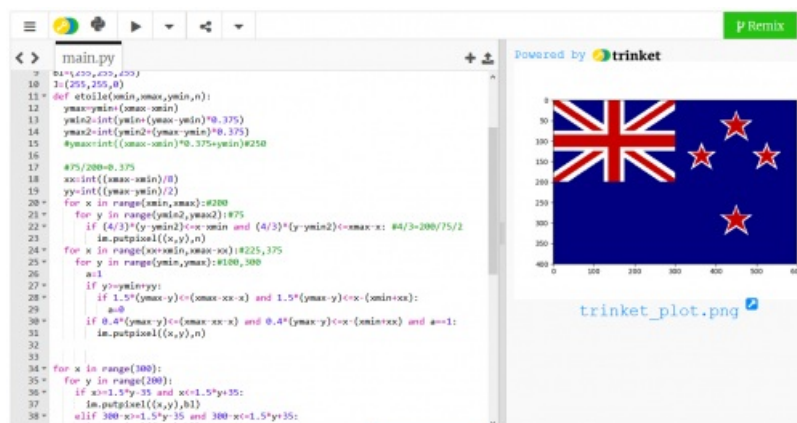 Remix
main.py
Powered by trinket
9 bl=(255,255,255)
10 J=(255,255,0)
11 def etoile(xmin,xmax,ymin,n):
12 ymax=ymin+(xmax-xmin)
13 ymin2=int(ymin+(ymax-ymin)*0.375)
14 ymax2=int(ymin2+(ymax-ymin)*0.375)
15 #ymax=int((xmax-xmin)*0.375+ymin)#250
16
17 #75/200=0.375
18 xx=int((xmax-xmin)/8)
19 yy=int((ymax-ymin)/2)
20 for x in range(xmin,xmax):#200
21 for y in range(ymin2,ymax2):#75
22 if (4/3)*(y-ymin2)<=x-xmin and (4/3)*(y-ymin2)<=xmax-x: #4/3=200/75/2
23 im.putpixel((x,y),n)
24 for x in range(xx+xmin,xmax-xx):#225,375
25 for y in range(ymin,ymax):#100,300
26 a=1
27 if y>=ymin+yy:
28 if 1.5*(ymax-y)<=(xmax-xx-x) and 1.5*(ymax-y)<=x-(xmin+xx):
29 a=0
30 if 0.4*(ymax-y)<=(xmax-xx-x) and 0.4*(ymax-y)<=x-(xmin+xx) and a==1:
31 im.putpixel((x,y),n)
32
33
34 for x in range(300):
35 for y in range(200):
36 if x>=1.5*y-35 and x<=1.5*y+35:
37 im.putpixel((x,y),bl)
38 elif 300-x>=1.5*y-35 and 300-x<=1.5*y+35:
0
50
100
150
200
250
300
350
400
0 100 200 300 400 500
trinket_plot.png